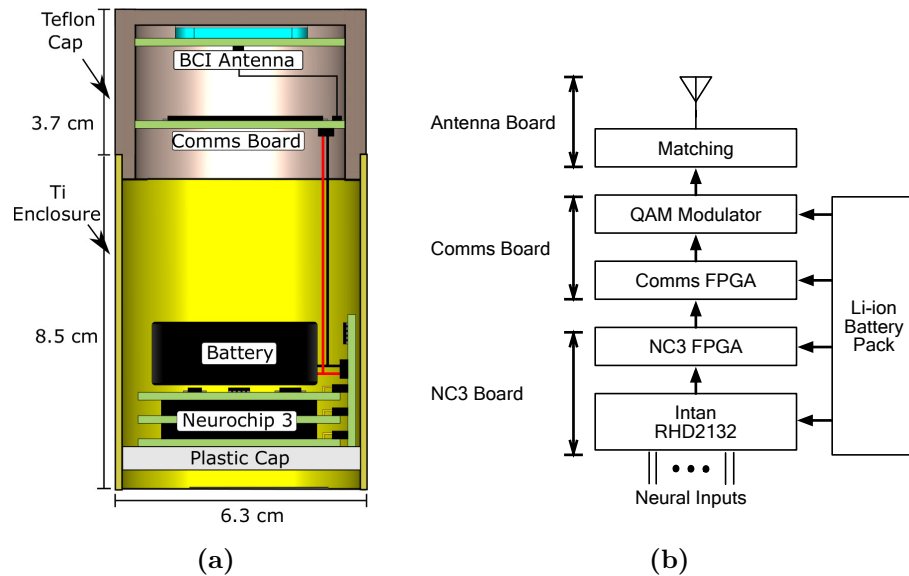 Teflon
Cap
3.7 cm
Ti
Enclosure
8.5 cm
BCI Antenna
Comms Board
Battery
Neurochip 3
Plastic Cap
6.3 cm
(a)
Antenna Board
Comms Board
NC3 Board
Matching
QAM Modulator
Comms FPGA
NC3 FPGA
Intan
RHD2132
Neural Inputs
Li-ion
Battery
Pack
(b)